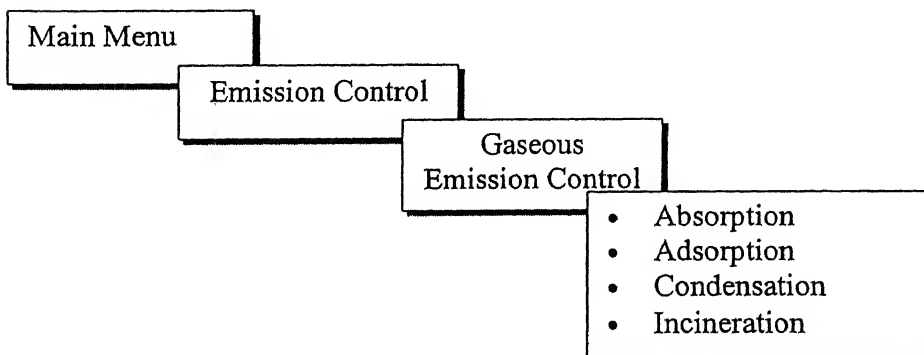 Main Menu
Emission Control
Gaseous
Emission Control
• Absorption
• Adsorption
• Condensation
• Incineration